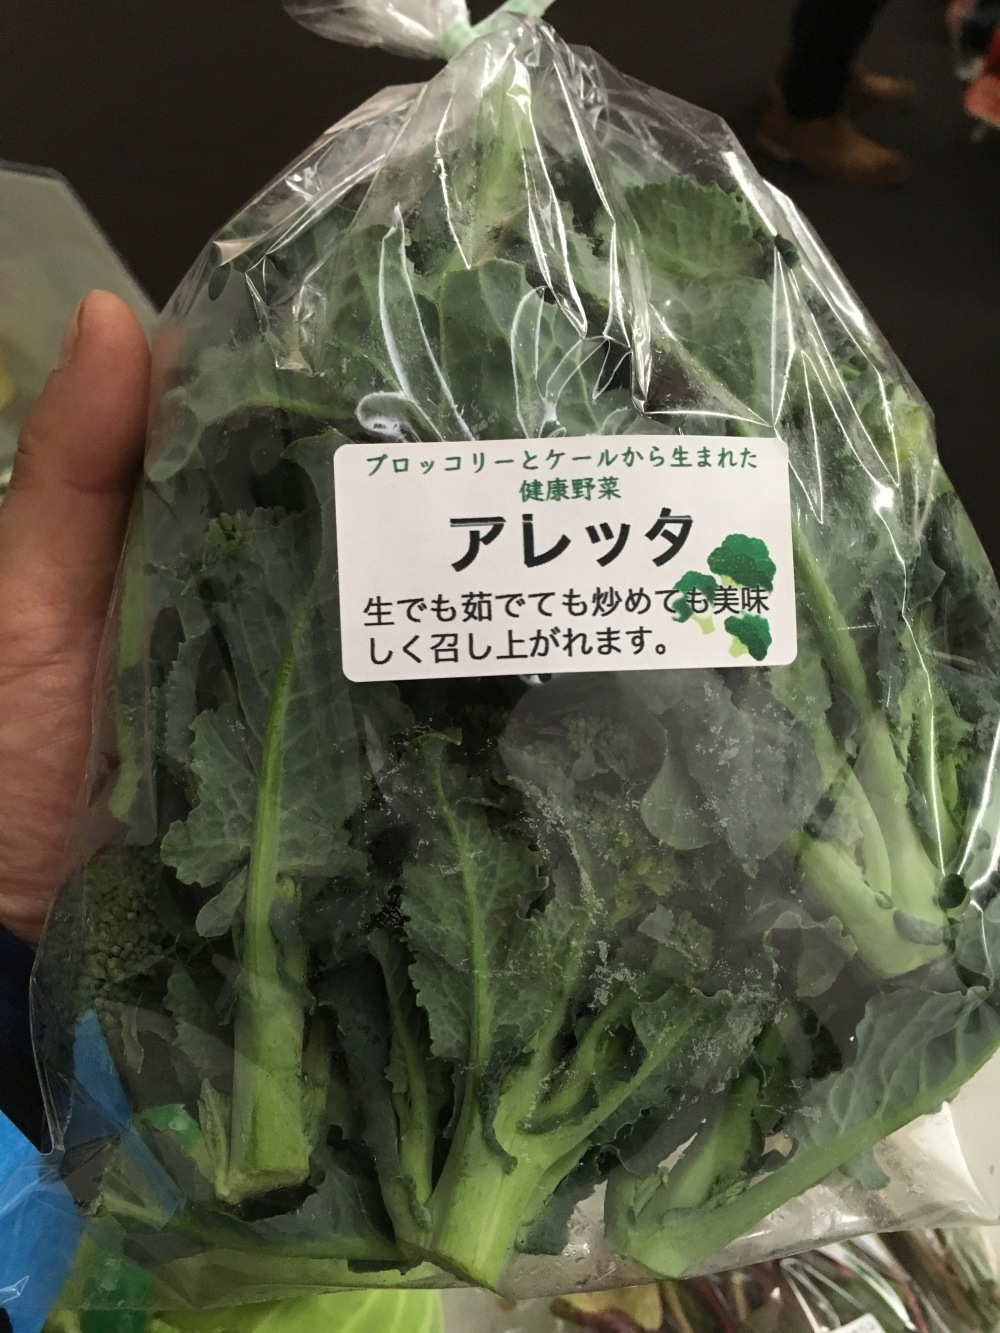 ブロッコリーとケールから生まれた
健康野菜
アレッタ
生でも茹でても炒めても美味
しく召し上がれます。